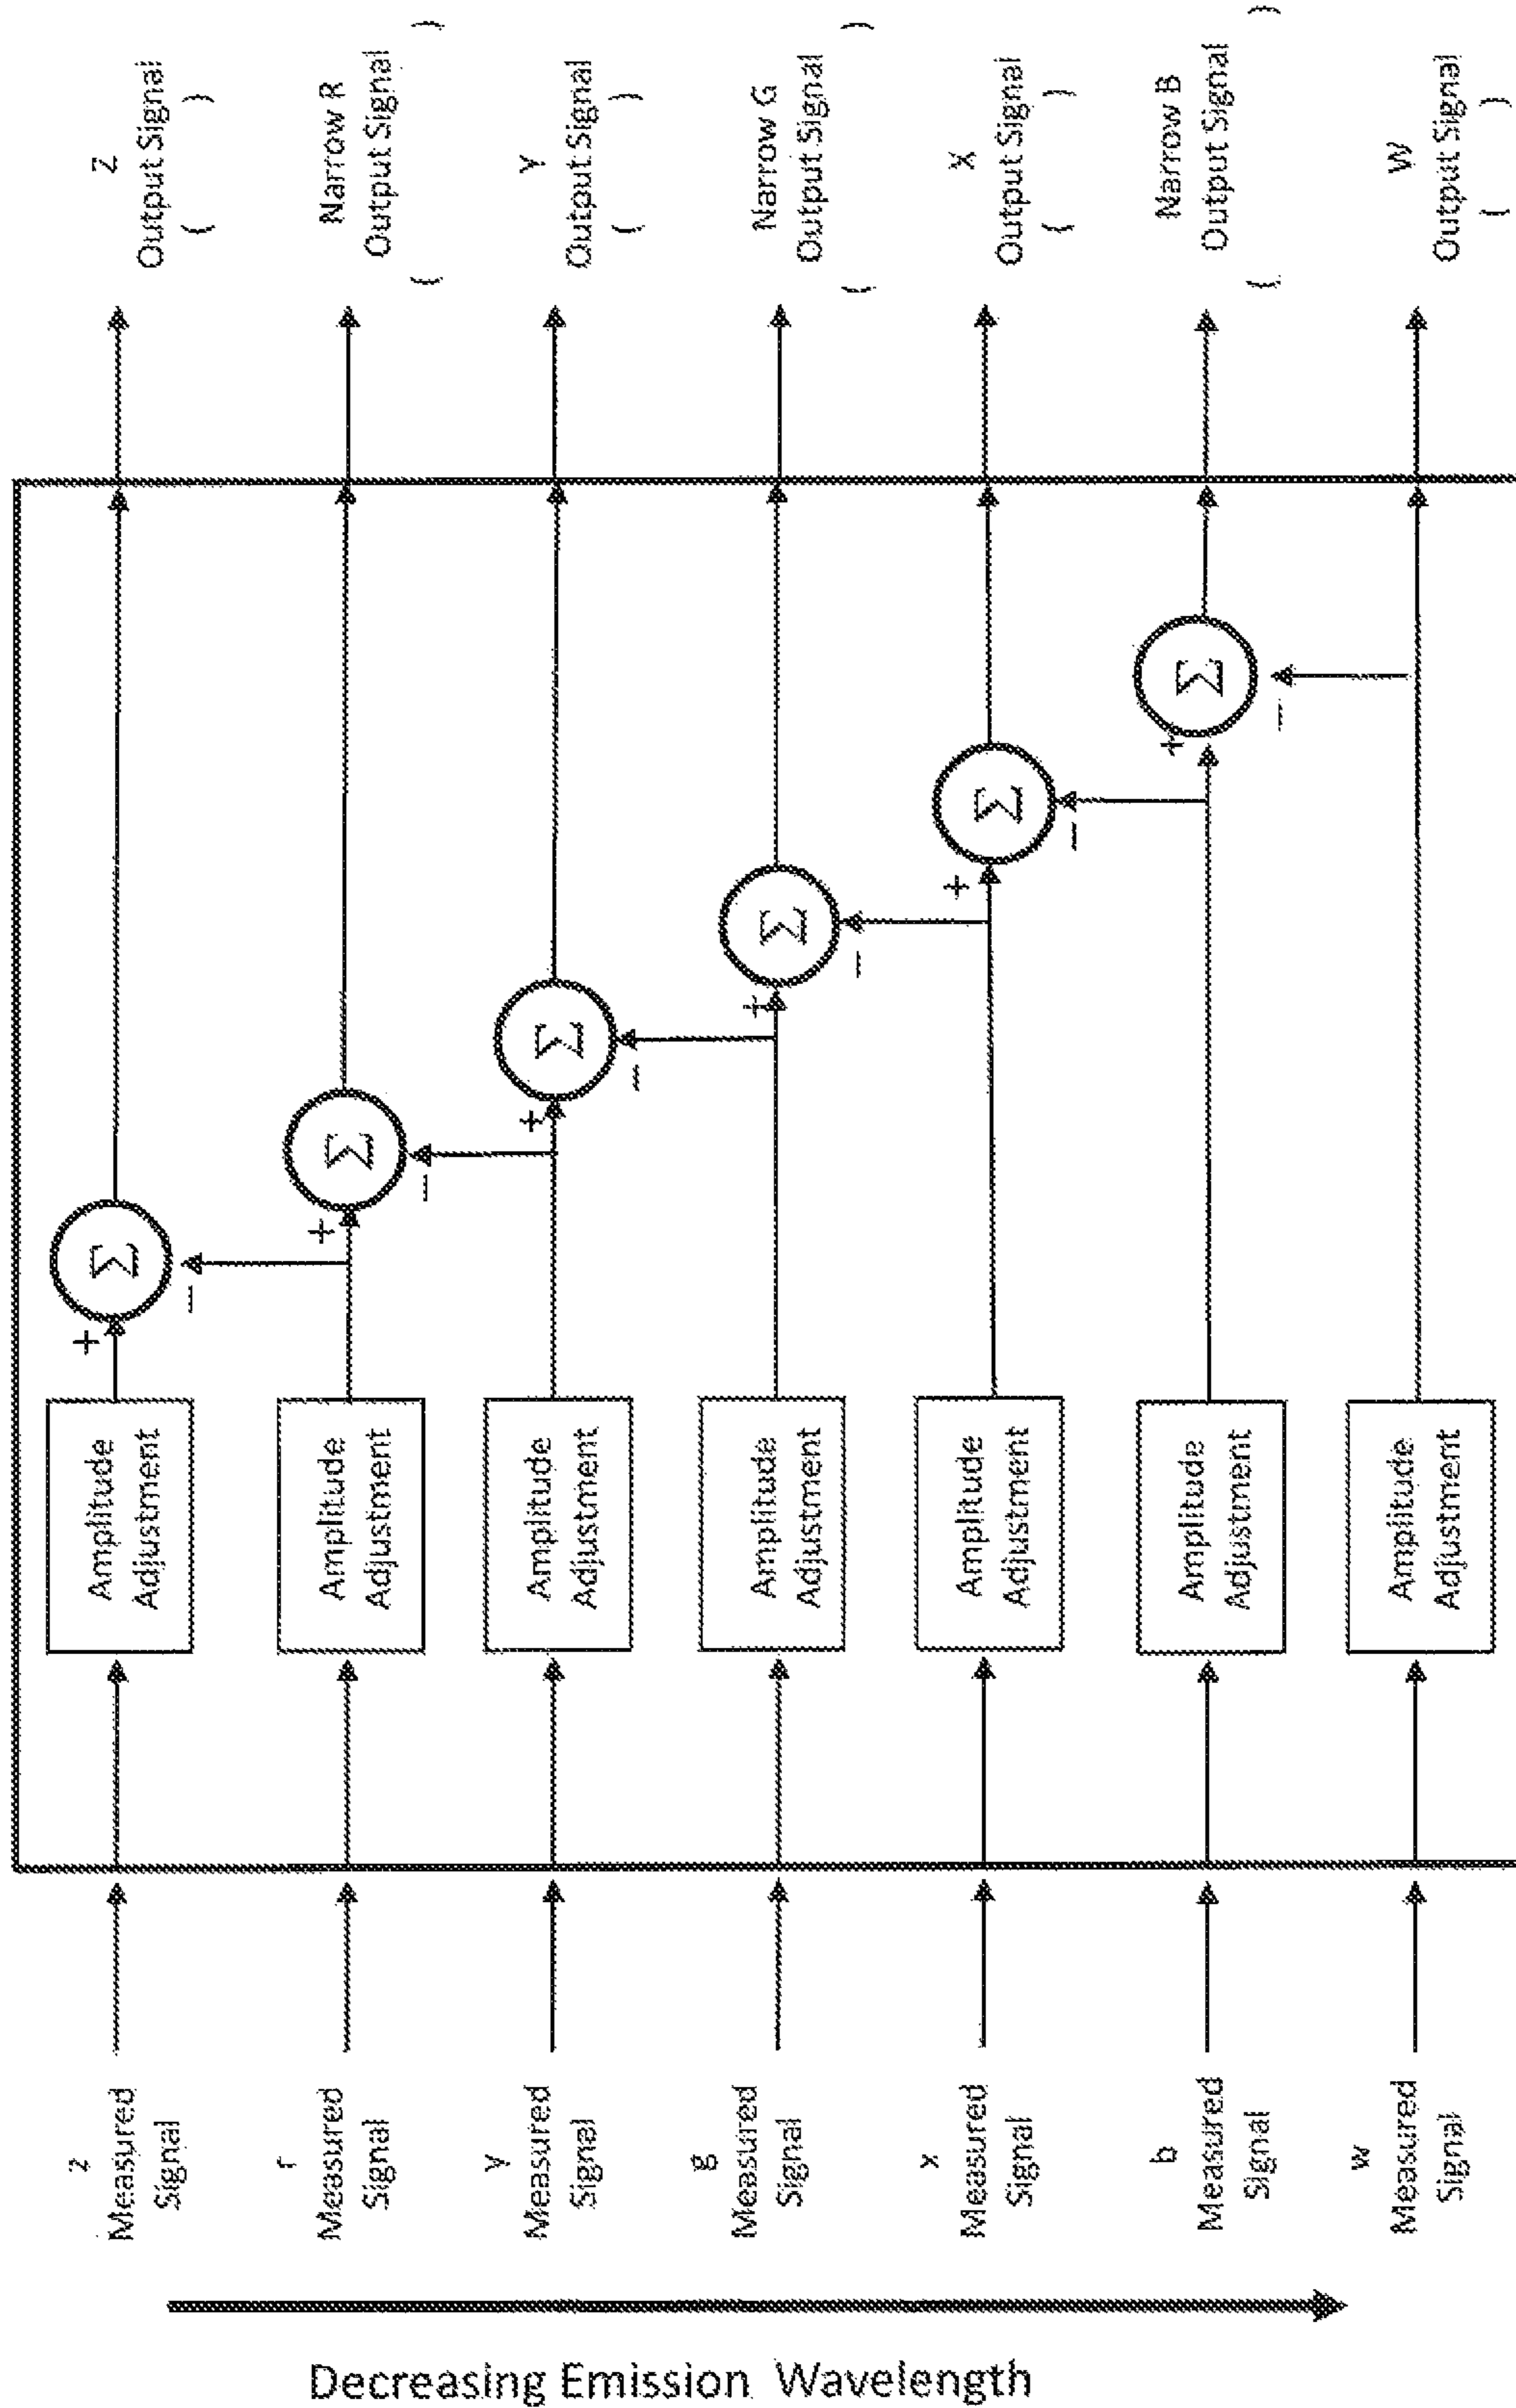 z
Measured
Signal
r
Measured
Signal
y
Measured
Signal
g
Measured
Signal
x
Measured
Signal
b
Measured
Signal
w
Measured
Signal
Amplitude
Adjustment
Amplitude
Adjustment
Amplitude
Adjustment
Amplitude
Adjustment
Amplitude
Adjustment
Amplitude
Adjustment
Amplitude
Adjustment
+
−
Σ
+
−
Σ
+
−
Σ
+
−
Σ
+
−
Σ
+
−
Σ
Z
Output Signal
( )
Narrow R
Output Signal
( )
Y
Output Signal
( )
Narrow G
Output Signal
( )
X
Output Signal
( )
Narrow B
Output Signal
( )
W
Output Signal
( )
Decreasing Emission Wavelength